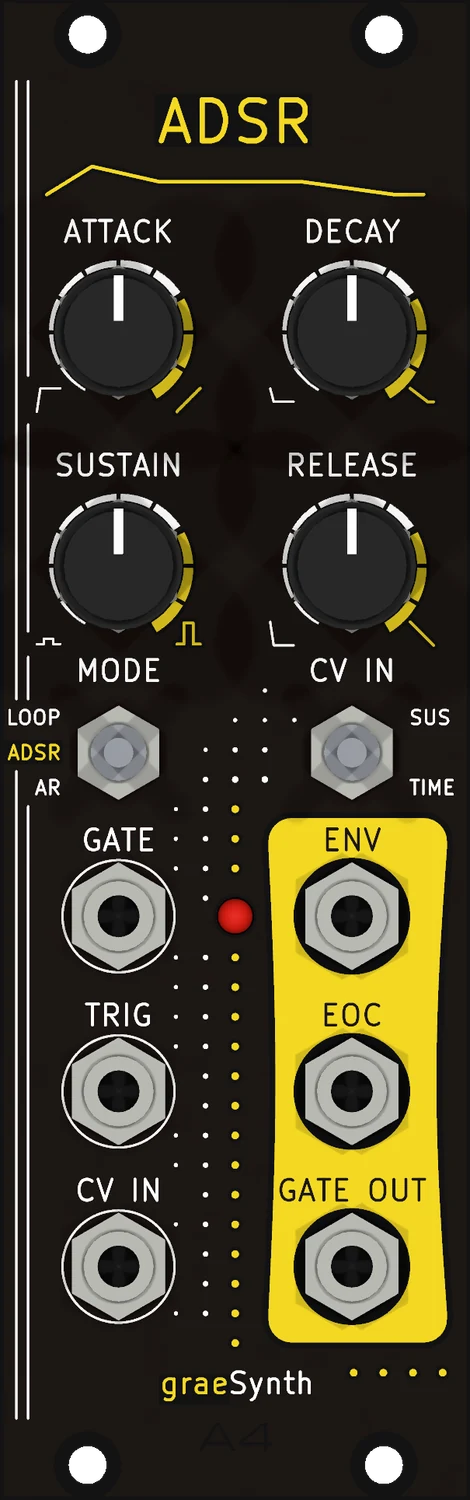 ADSR
ATTACK DECAY
SUSTAIN RELEASE
MODE CV IN
LOOP SUS
ADSR
AR TIME
GATE ENV
TRIG EOC
CV IN GATE OUT
graeSynth
A4